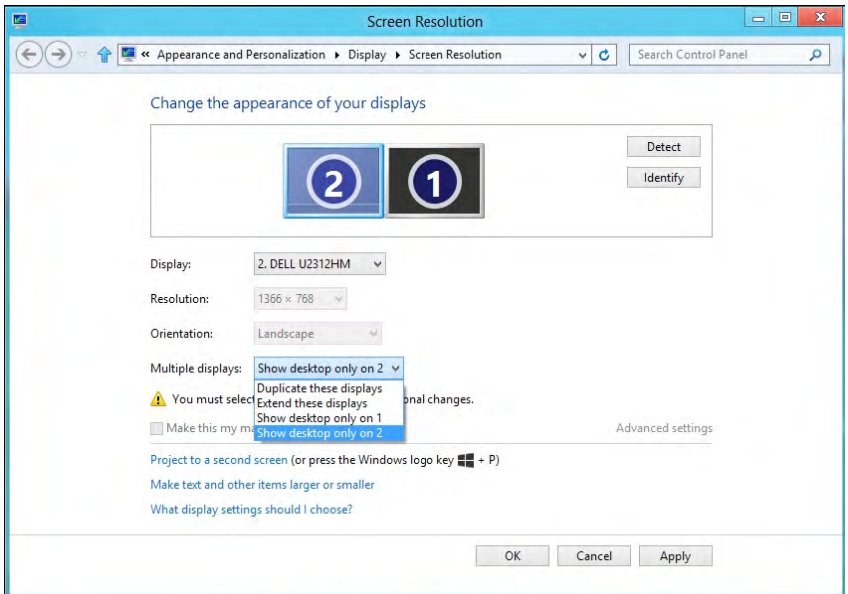 Screen Resolution
« Appearance and Personalization Display Screen Resolution Search Control Panel
Change the appearance of your displays
2 1
Detect
Identify
Display: 2. DELL U2312HM
Resolution: 1366 × 768
Orientation: Landscape
Multiple displays: Show desktop only on 2
Duplicate these displays
Extend these displays
Show desktop only on 1
Show desktop only on 2
You must select onal changes.
Make this my m Advanced settings
Project to a second screen (or press the Windows logo key + P)
Make text and other items larger or smaller
What display settings should I choose?
OK Cancel Apply